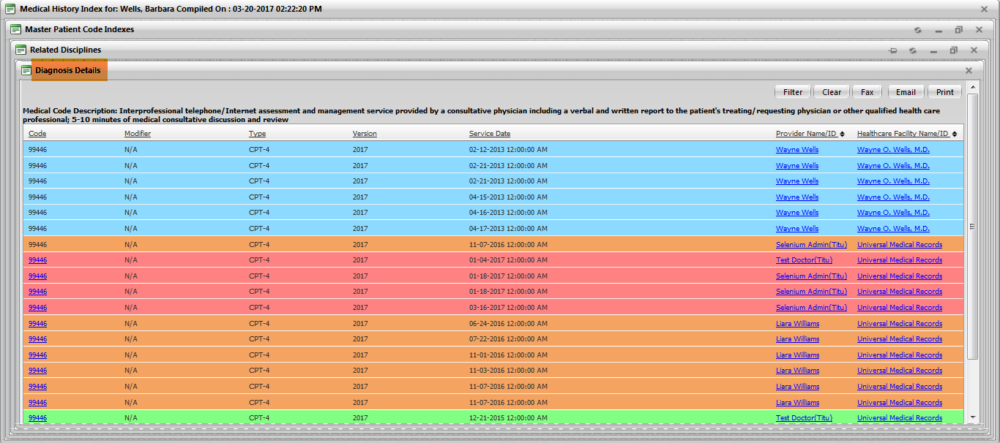 Medical History Index for: Wells, Barbara Compiled On : 03-20-2017 02:22:20 PM
Master Patient Code Indexes
Related Disciplines
Diagnosis Details
Filter Clear Fax Email Print
Medical Code Description: Interprofessional telephone/Internet assessment and management service provided by a consultative physician including a verbal and written report to the patient's treating/requesting physician or other qualified health care
professional; 5-10 minutes of medical consultative discussion and review
Code Modifier Type Version Service Date Provider Name/ID Healthcare Facility Name/ID
99446 N/A CPT-4 2017 02-12-2013 12:00:00 AM Wayne Wells Wayne O. Wells, M.D.
99446 N/A CPT-4 2017 02-21-2013 12:00:00 AM Wayne Wells Wayne O. Wells, M.D.
99446 N/A CPT-4 2017 02-21-2013 12:00:00 AM Wayne Wells Wayne O. Wells, M.D.
99446 N/A CPT-4 2017 04-15-2013 12:00:00 AM Wayne Wells Wayne O. Wells, M.D.
99446 N/A CPT-4 2017 04-16-2013 12:00:00 AM Wayne Wells Wayne O. Wells, M.D.
99446 N/A CPT-4 2017 04-17-2013 12:00:00 AM Wayne Wells Wayne O. Wells, M.D.
99446 N/A CPT-4 2017 11-07-2016 12:00:00 AM Selenium Admin(Titu) Universal Medical Records
99446 N/A CPT-4 2017 01-04-2017 12:00:00 AM Test Doctor(Titu) Universal Medical Records
99446 N/A CPT-4 2017 01-18-2017 12:00:00 AM Selenium Admin(Titu) Universal Medical Records
99446 N/A CPT-4 2017 01-18-2017 12:00:00 AM Selenium Admin(Titu) Universal Medical Records
99446 N/A CPT-4 2017 03-16-2017 12:00:00 AM Selenium Admin(Titu) Universal Medical Records
99446 N/A CPT-4 2017 06-24-2016 12:00:00 AM Liara Williams Universal Medical Records
99446 N/A CPT-4 2017 07-22-2016 12:00:00 AM Liara Williams Universal Medical Records
99446 N/A CPT-4 2017 11-01-2016 12:00:00 AM Liara Williams Universal Medical Records
99446 N/A CPT-4 2017 11-03-2016 12:00:00 AM Liara Williams Universal Medical Records
99446 N/A CPT-4 2017 11-07-2016 12:00:00 AM Liara Williams Universal Medical Records
99446 N/A CPT-4 2017 11-07-2016 12:00:00 AM Liara Williams Universal Medical Records
99446 N/A CPT-4 2017 12-21-2015 12:00:00 AM Test Doctor(Titu) Universal Medical Records